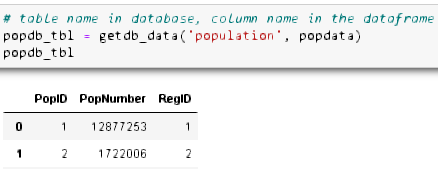 # table name in database, column name in the dataframe
popdb_tbl = getdb_data('population', popdata)
popdb_tbl
PopID PopNumber RegID
0 1 12877253 1
1 2 1722006 2